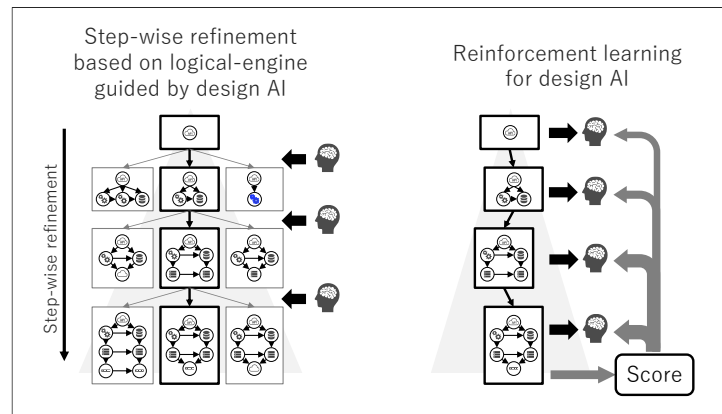 Step-wise refinement
based on logical-engine
guided by design AI
Reinforcement learning
for design AI
Step-wise refinement
Score